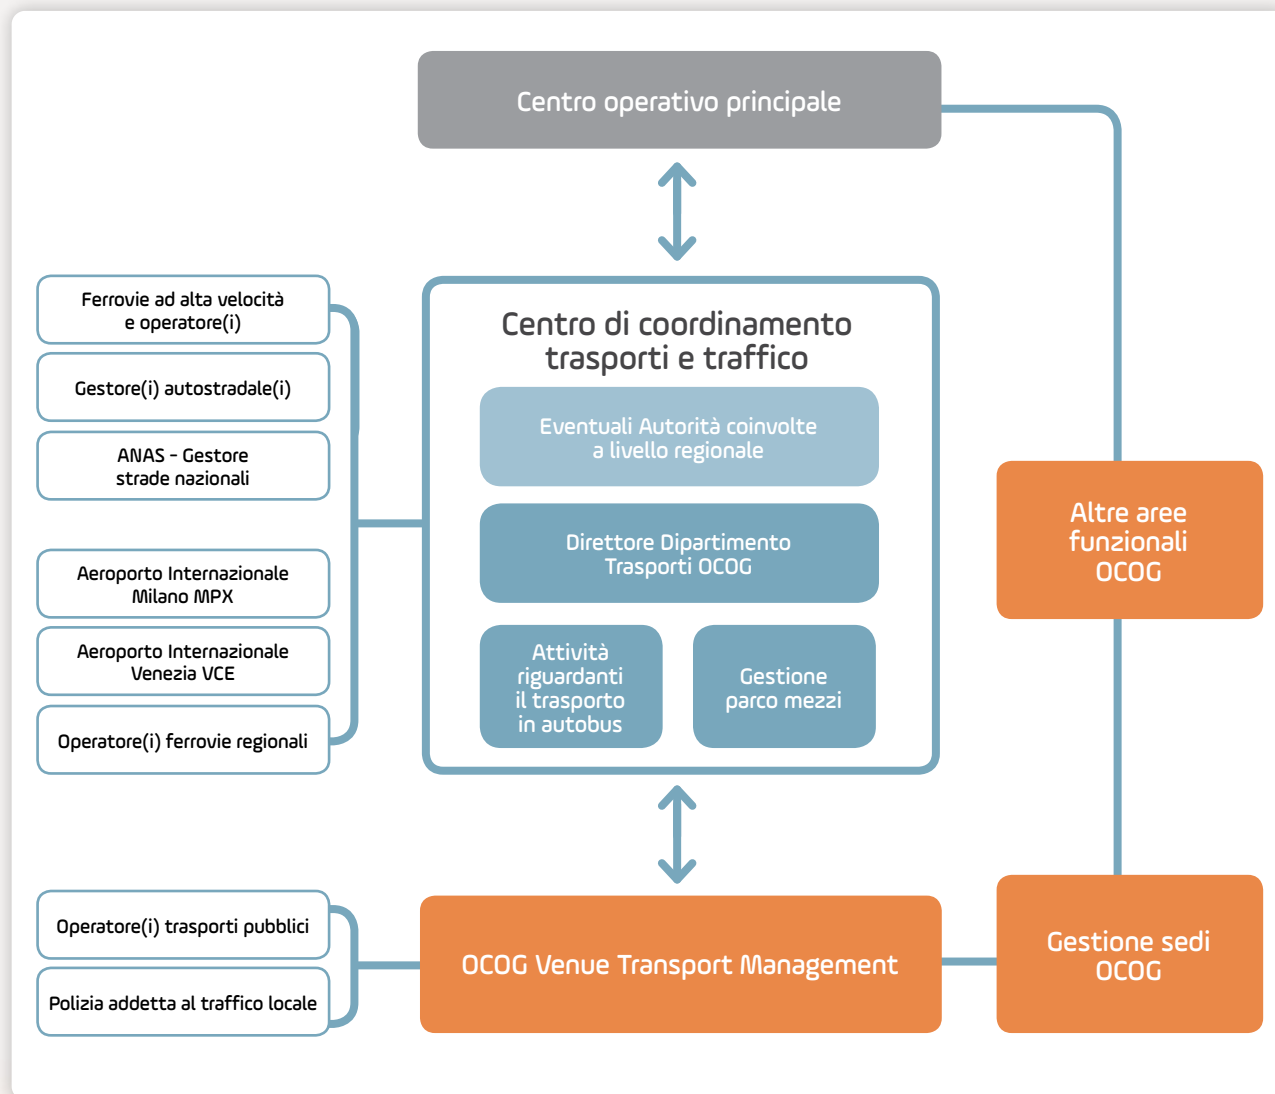 Centro operativo principale
Ferrovie ad alta velocità
e operatore(i)
Gestore(i) autostradale(i)
ANAS - Gestore
strade nazionali
Aeroporto Internazionale
Milano MPX
Aeroporto Internazionale
Venezia VCE
Operatore(i) ferrovie regionali
Centro di coordinamento
trasporti e traffico
Eventuali Autorità coinvolte
a livello regionale
Direttore Dipartimento
Trasporti OCOG
Attività
riguardanti
il trasporto
in autobus
Gestione
parco mezzi
Altre aree
funzionali
OCOG
Operatore(i) trasporti pubblici
Polizia addetta al traffico locale
OCOG Venue Transport Management
Gestione sedi
OCOG